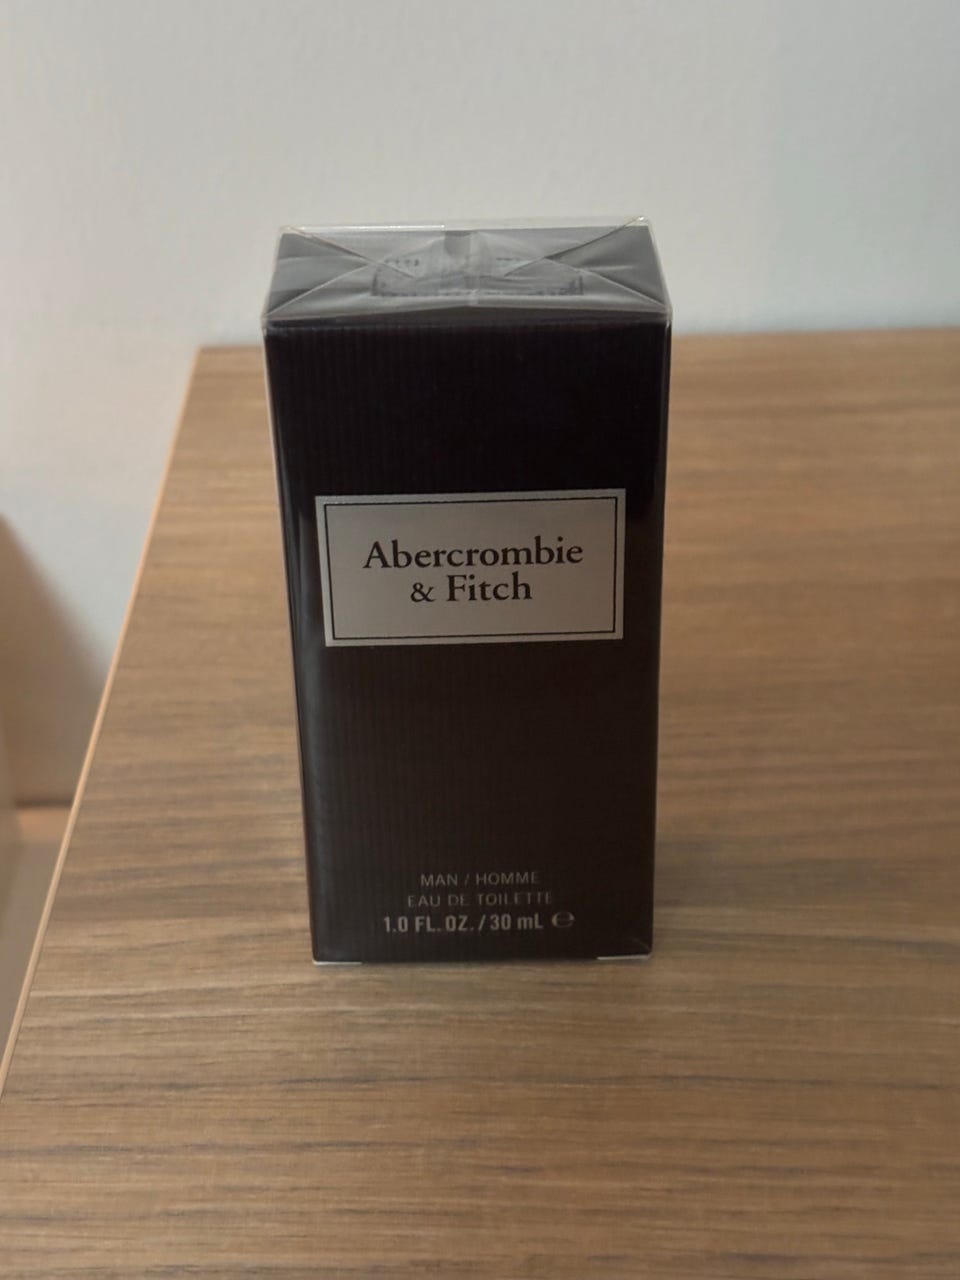 Abercrombie
& Fitch
MAN / HOMME
EAU DE TOILETTE
1.0 FL. OZ. / 30 mL ℮